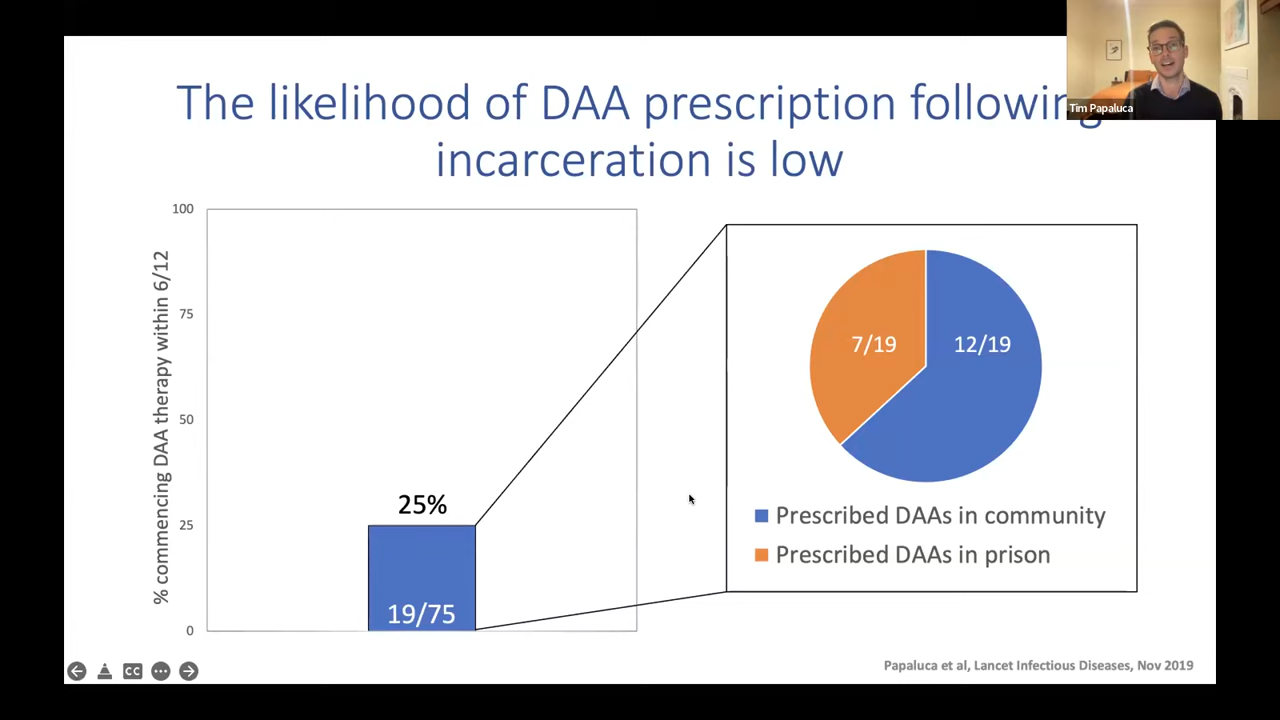 The likelihood of DAA prescription following
incarceration is low
Tim Papaluca
100
75
50
25
0
% commencing DAA therapy within 6/12
25%
19/75
7/19
12/19
Prescribed DAAs in community
Prescribed DAAs in prison
CC
Papaluca et al, Lancet Infectious Diseases, Nov 2019